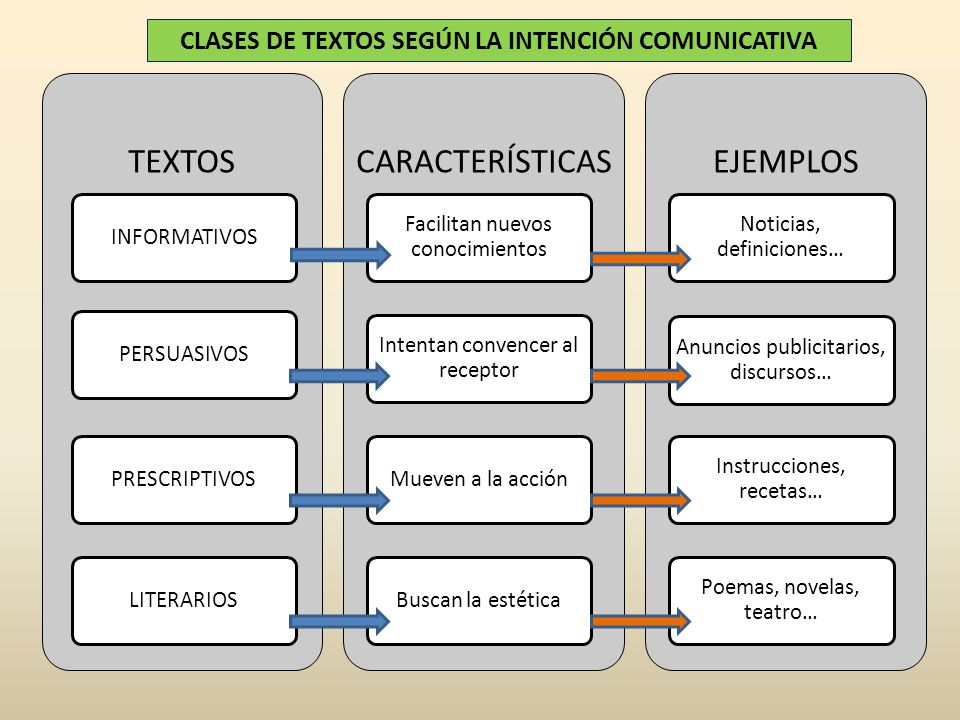 CLASES DE TEXTOS SEGÚN LA INTENCIÓN COMUNICATIVA
TEXTOS
CARACTERÍSTICAS
EJEMPLOS
INFORMATIVOS
Facilitan nuevos
conocimientos
Noticias,
definiciones...
PERSUASIVOS
Intentan convencer al
receptor
Anuncios publicitarios,
discursos...
PRESCRIPTIVOS
Mueven a la acción
Instrucciones,
recetas...
LITERARIOS
Buscan la estética
Poemas, novelas,
teatro...